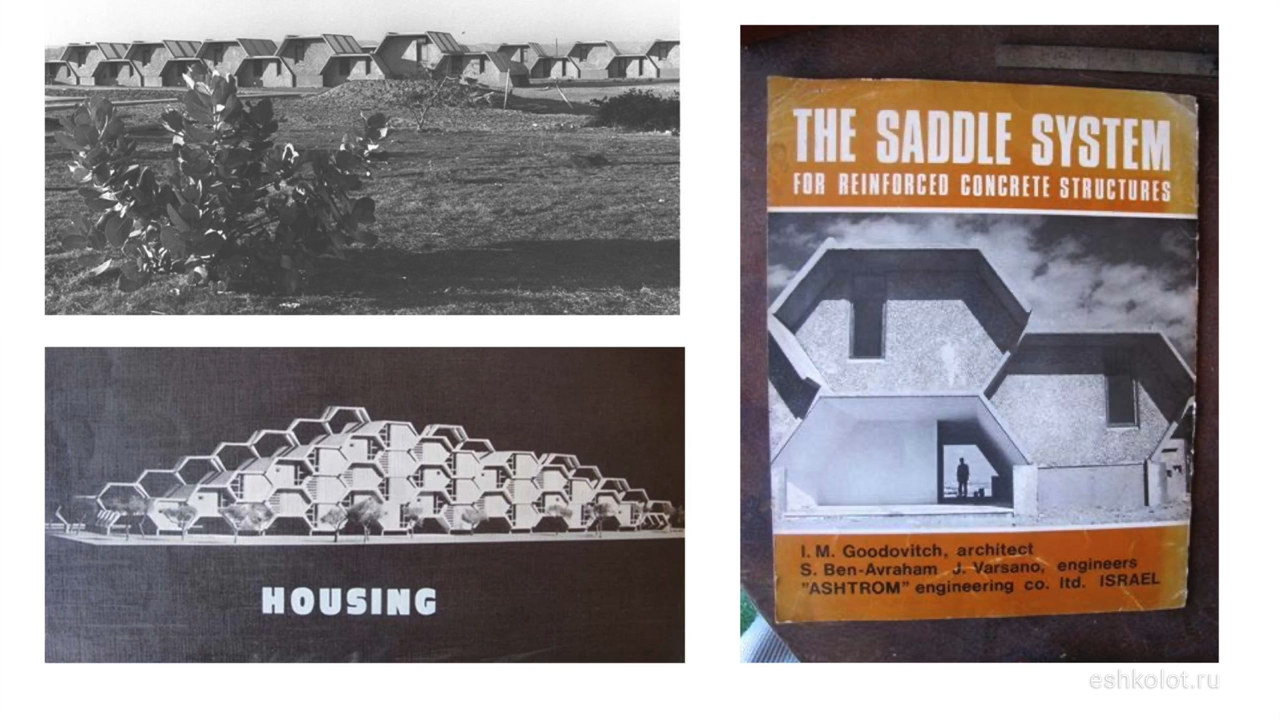 HOUSING
THE SADDLE SYSTEM
FOR REINFORCED CONCRETE STRUCTURES
I. M. Goodovitch, architect
S. Ben-Avraham J. Varsano, engineers
"ASHTROM" engineering co. ltd. ISRAEL
eshkolot.ru